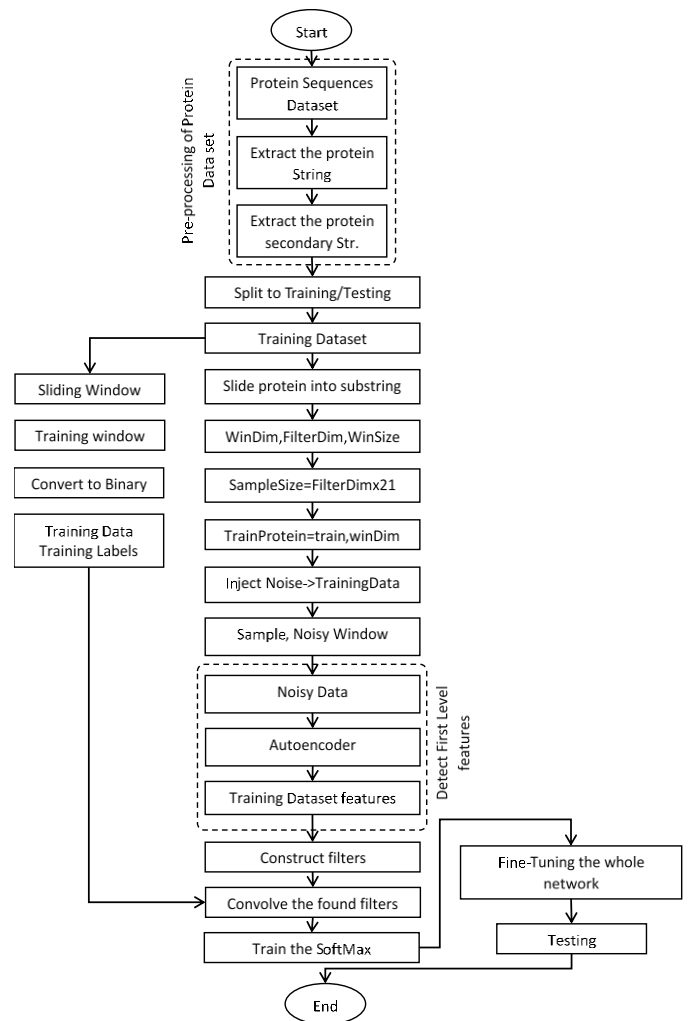 Start
Pre-processing of Protein
Data set
Protein Sequences
Dataset
Extract the protein
String
Extract the protein
secondary Str.
Split to Training/Testing
Training Dataset
Sliding Window
Training window
Convert to Binary
Training Data
Training Labels
Slide protein into substring
WinDim,FilterDim,WinSize
SampleSize=FilterDimx21
TrainProtein=train,winDim
Inject Noise->TrainingData
Sample, Noisy Window
Noisy Data
Autoencoder
Training Dataset features
Detect First Level
features
Construct filters
Convolve the found filters
Train the SoftMax
Fine-Tuning the whole
network
Testing
End